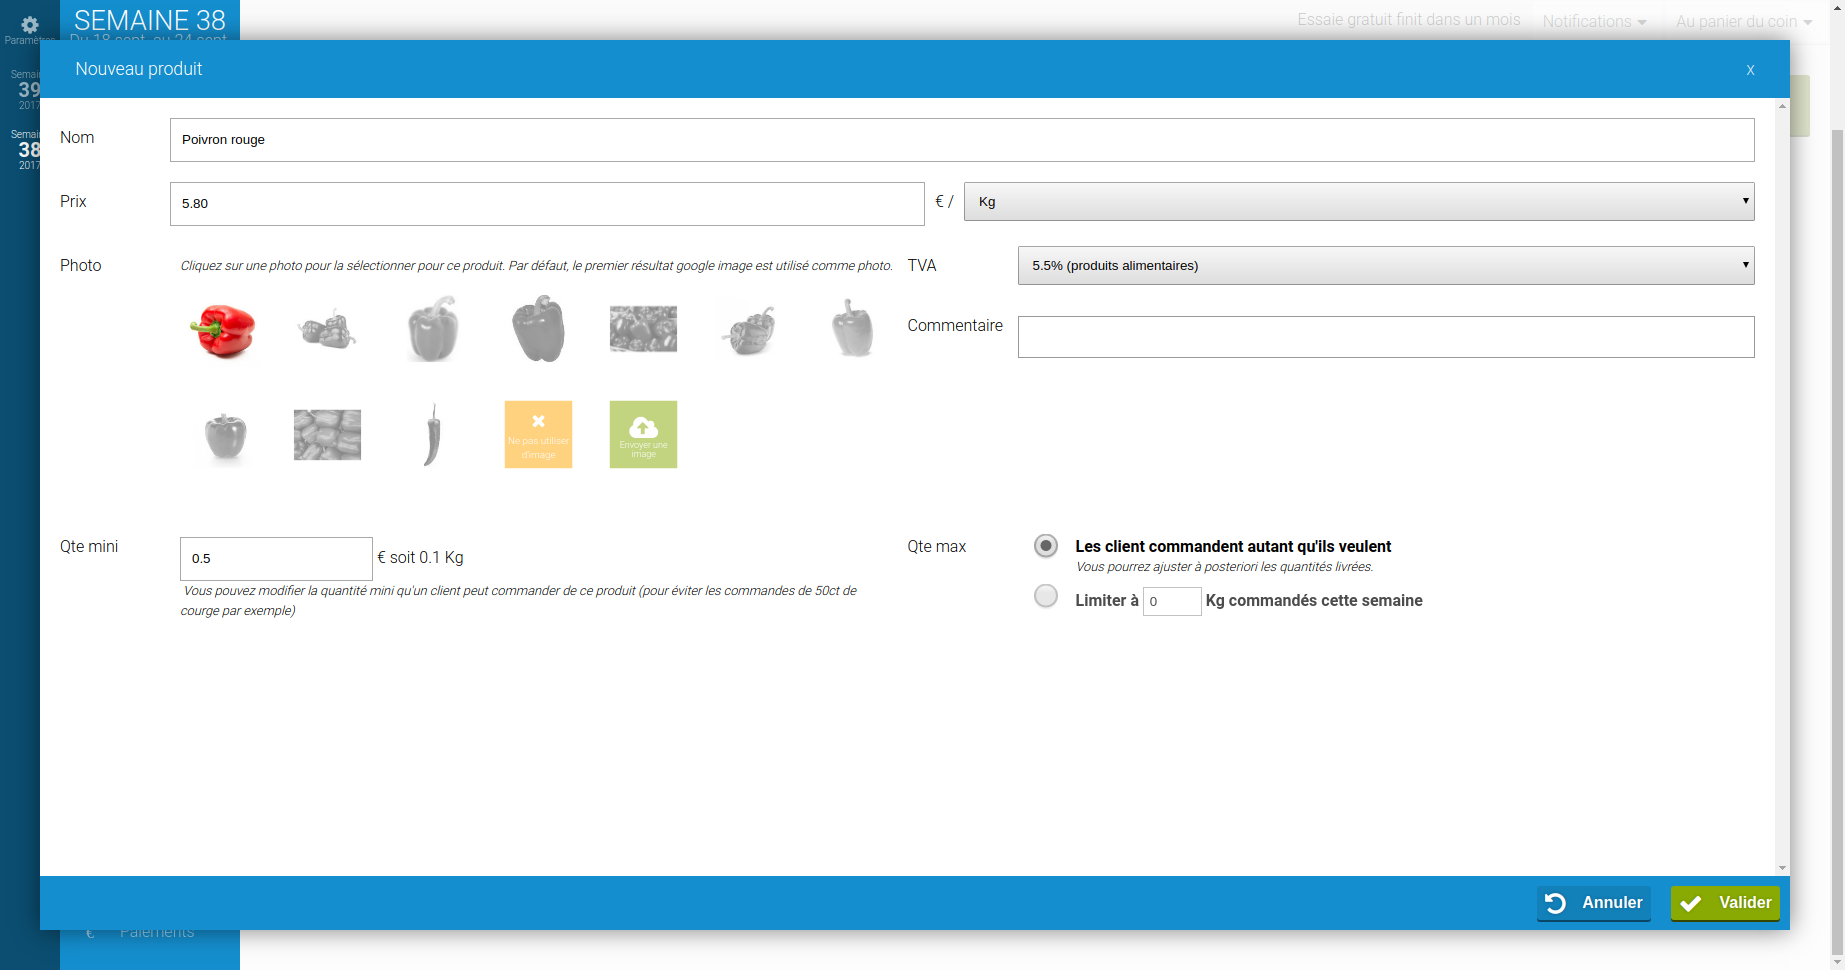 SEMAINE 38
Essaie gratuit finit dans un mois
Notifications
Au panier du coin
Paramètres
Du 18 sept. au 24 sept.
Nouveau produit
x
39
2017
38
2017
Nom
Poivron rouge
Prix
5.80
€ /
Kg
Photo
Cliquez sur une photo pour la sélectionner pour ce produit. Par défaut, le premier résultat google image est utilisé comme photo.
TVA
5.5% (produits alimentaires)
Commentaire
Ne pas utiliser
d'image
Envoyer une
image
Qte mini
0.5
€ soit 0.1 Kg
Vous pouvez modifier la quantité mini qu'un client peut commander de ce produit (pour éviter les commandes de 50ct de
courge par exemple)
Qte max
Les client commandent autant qu'ils veulent
Vous pourrez ajuster à posteriori les quantités livrées.
Limiter à 0 Kg commandés cette semaine
Annuler
Valider
€ Paiements